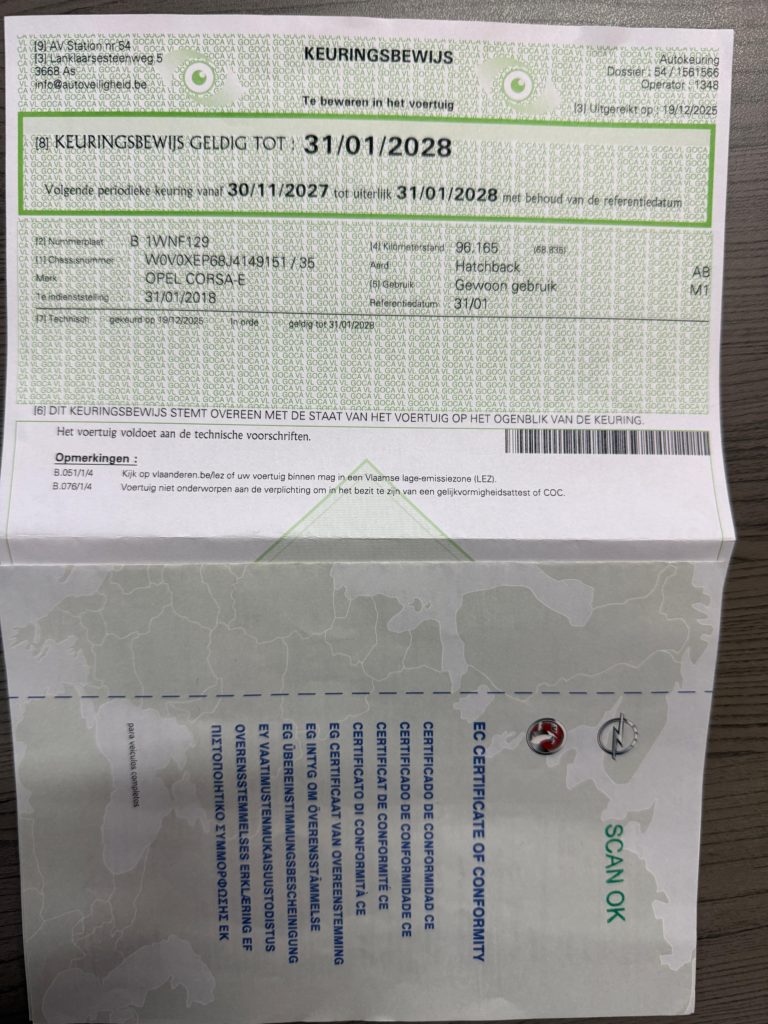 [9] AV.Station nr 54
[3] Lanklaarsesteenweg 5
3668 As
info@autoveiligheid.be
KEURINGSBEWIJS
Te bewaren in het voertuig
Autokeuring
Dossier : 54 / 1561566
Operator : 1348
[3] Uitgereikt op : 19/12/2025
[8] KEURINGSBEWIJS GELDIG TOT : 31/01/2028
Volgende periodieke keuring vanaf 30/11/2027 tot uiterlijk 31/01/2028 met behoud van de referentiedatum
[2] Nummerplaat B 1WNF129
[1] Chassisnummer W0V0XEP68J4149151 / 35
Merk OPEL CORSA-E
1e indienststelling 31/01/2018
[4] Kilometerstand 96.165 (68.835)
Aard Hatchback AB
[5] Gebruik Gewoon gebruik M1
Referentiedatum 31/01
[7] Technisch gekeurd op 19/12/2025 In orde geldig tot 31/01/2028
[6] DIT KEURINGSBEWIJS STEMT OVEREEN MET DE STAAT VAN HET VOERTUIG OP HET OGENBLIK VAN DE KEURING.
Het voertuig voldoet aan de technische voorschriften.
Opmerkingen :
B.051/1/4 Kijk op vlaanderen.be/lez of uw voertuig binnen mag in een Vlaamse lage-emissiezone (LEZ).
B.076/1/4 Voertuig niet onderworpen aan de verplichting om in het bezit te zijn van een gelijkvormigheidsattest of COC.
SCAN OK
EC CERTIFICATE OF CONFORMITY
CERTIFICADO DE CONFORMIDAD CE
CERTIFICADO DE CONFORMIDADE CE
CERTIFICAT DE CONFORMITÉ CE
CERTIFICATO DI CONFORMITÀ CE
EG CERTIFICAAT VAN OVEREENSTEMMING
EG INTYG OM ÖVERENSSTÄMMELSE
EG ÜBEREINSTIMMUNGSBESCHEINIGUNG
EY VAATIMUSTENMUKAISUUSTODISTUS
OVERENSSTEMMELSES ERKLÆRING EF
ΠΙΣΤΟΠΟΙΗΤΙΚΟ ΣΥΜΜΟΡΦΩΣΗΣ ΕΚ
para veículos completos